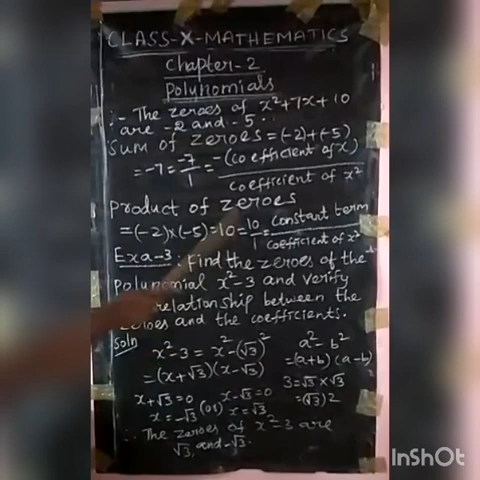 CLASS-X-MATHEMATICS
Chapter-2
Polynomials
:- The zeroes of x²+7x+10
are -2 and -5.
Sum of zeroes=(-2)+(-5)
=-7=-7/1=-(coefficient of x)/coefficient of x²
Product of zeroes
=(-2)×(-5)=10=10/1=constant term/coefficient of x²
Exa-3: Find the zeroes of the
polynomial x²-3 and verify
relationship between the
zeroes and the coefficients.
Soln
x²-3 = x²-(√3)²
=(x+√3)(x-√3)
x+√3=0 x-√3=0
x=-√3 (or) x=√3
∴ The zeroes of x²-3 are
√3, and -√3.
a²-b²
=(a+b)(a-b)
3=√3×√3
=(√3)2
InShOt